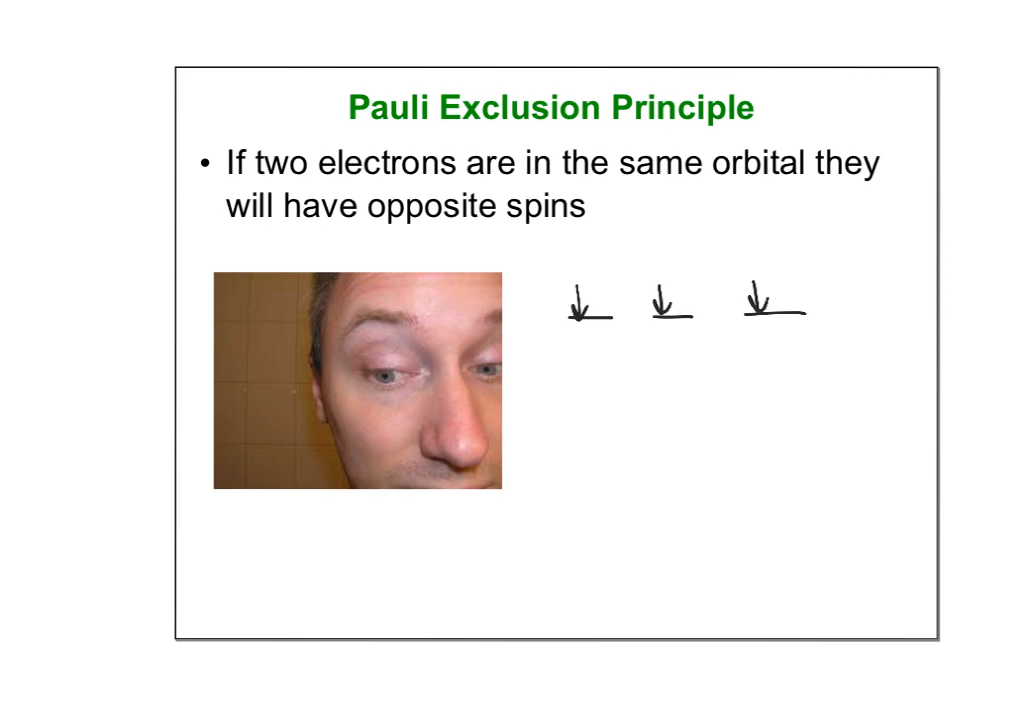 Pauli Exclusion Principle
• If two electrons are in the same orbital they
will have opposite spins